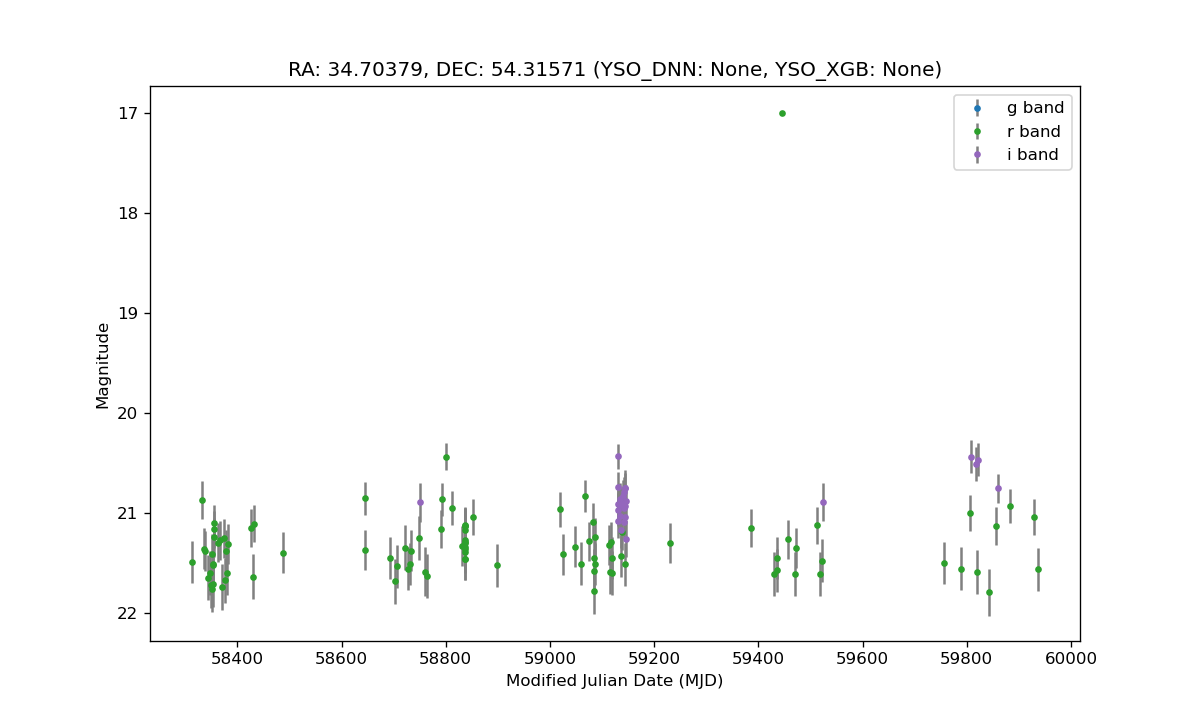 RA: 34.70379, DEC: 54.31571 (YSO_DNN: None, YSO_XGB: None)
g band
r band
i band
17
18
19
20
21
22
Magnitude
58400 58600 58800 59000 59200 59400 59600 59800 60000
Modified Julian Date (MJD)